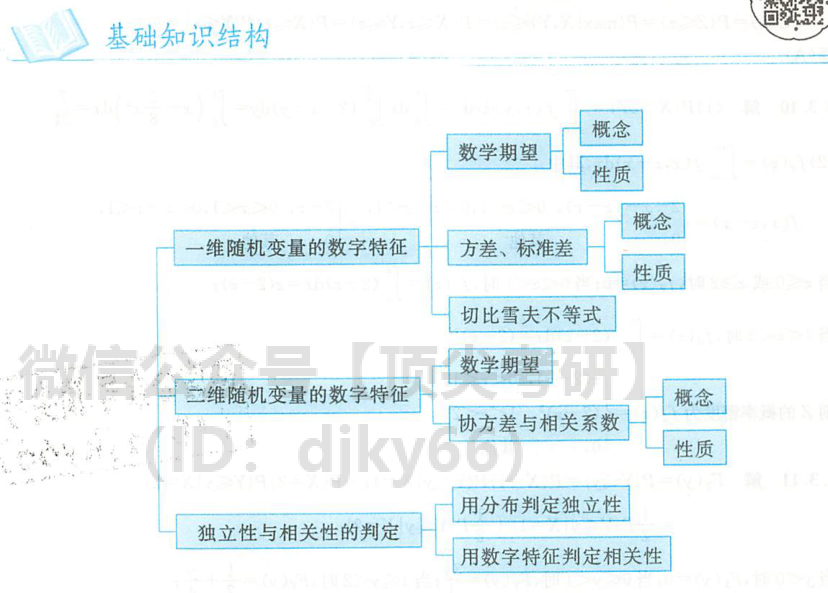 基础知识结构
概念
数学期望
性质
概念
一维随机变量的数字特征
方差、标准差
性质
切比雪夫不等式
数学期望
微信公众号【顶尖考研】
二维随机变量的数字特征
概念
协方差与相关系数
性质
(ID: djky66)
用分布判定独立性
独立性与相关性的判定
用数字特征判定相关性